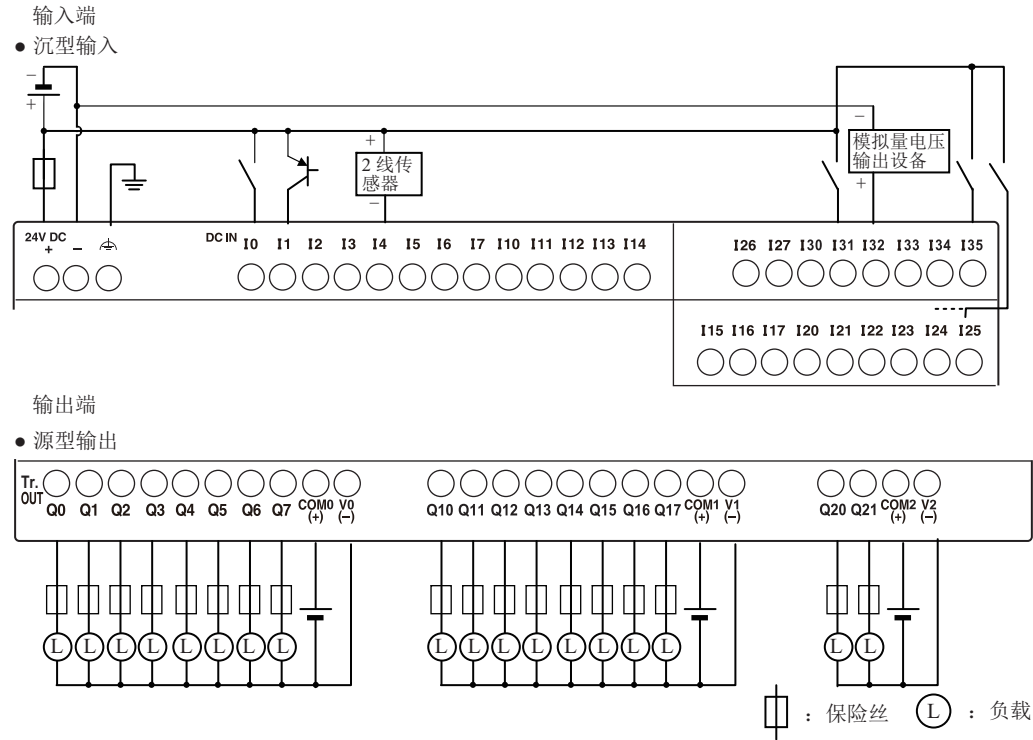 输入端
● 沉型输入
−
+
+
2 线传
感器
−
−
模拟量电压
输出设备
+
24V DC
+ −
DC IN I0 I1 I2 I3 I4 I5 I6 I7 I10 I11 I12 I13 I14
I26 I27 I30 I31 I32 I33 I34 I35
I15 I16 I17 I20 I21 I22 I23 I24 I25
输出端
● 源型输出
Tr.
OUT
Q0 Q1 Q2 Q3 Q4 Q5 Q6 Q7 COM0 (+) V0 (−)
Q10 Q11 Q12 Q13 Q14 Q15 Q16 Q17 COM1 (+) V1 (−)
Q20 Q21 COM2 (+) V2 (−)
L L L L L L L L
L L L L L L L L
L L
：保险丝 L ：负载